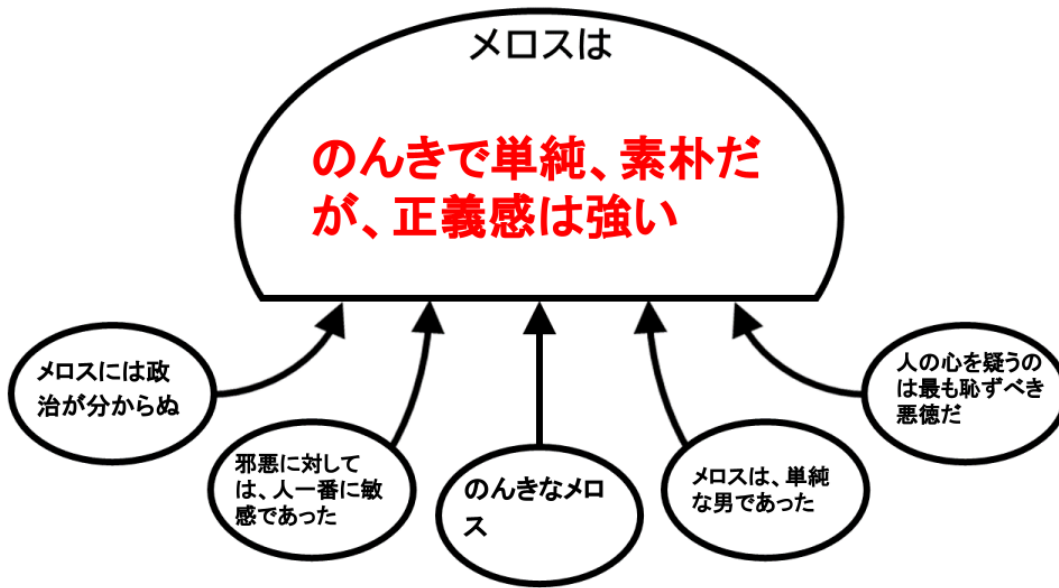 メロスは
のんきで単純、素朴だ
が、正義感は強い
メロスには政
治が分からぬ
邪悪に対して
は、人一番に敏
感であった
のんきなメロ
ス
メロスは、単純
な男であった
人の心を疑うの
は最も恥ずべき
悪徳だ